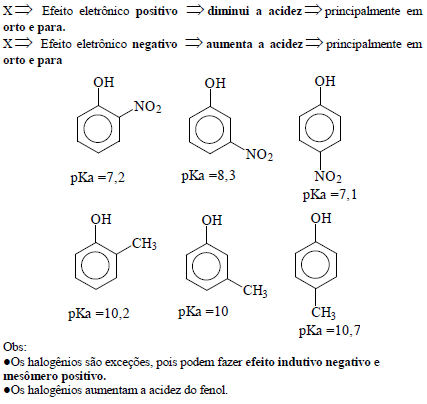 X⟹ Efeito eletrônico positivo ⟹diminui a acidez⟹principalmente em
orto e para.
X⟹ Efeito eletrônico negativo ⟹aumenta a acidez⟹principalmente em
orto e para
OH OH OH
NO2
NO2
NO2
pKa =7,2 pKa =8,3 pKa =7,1
OH OH OH
CH3
CH3
CH3
pKa =10,2 pKa =10 pKa =10,7
Obs:
●Os halogênios são exceções, pois podem fazer efeito indutivo negativo e
mesômero positivo.
●Os halogênios aumentam a acidez do fenol.